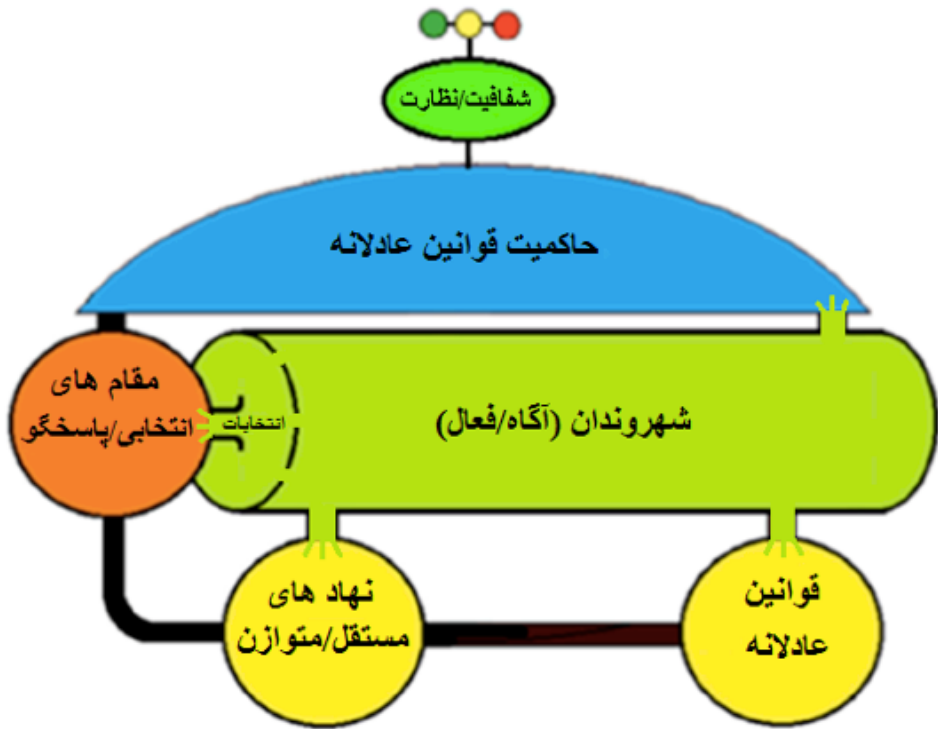 شفافیت/نظارت
حاکمیت قوانین عادلانه
مقام های
انتخابی/پاسخگو
انتخابات
شهروندان (آگاه/فعال)
نهاد های
مستقل/متوازن
قوانین
عادلانه